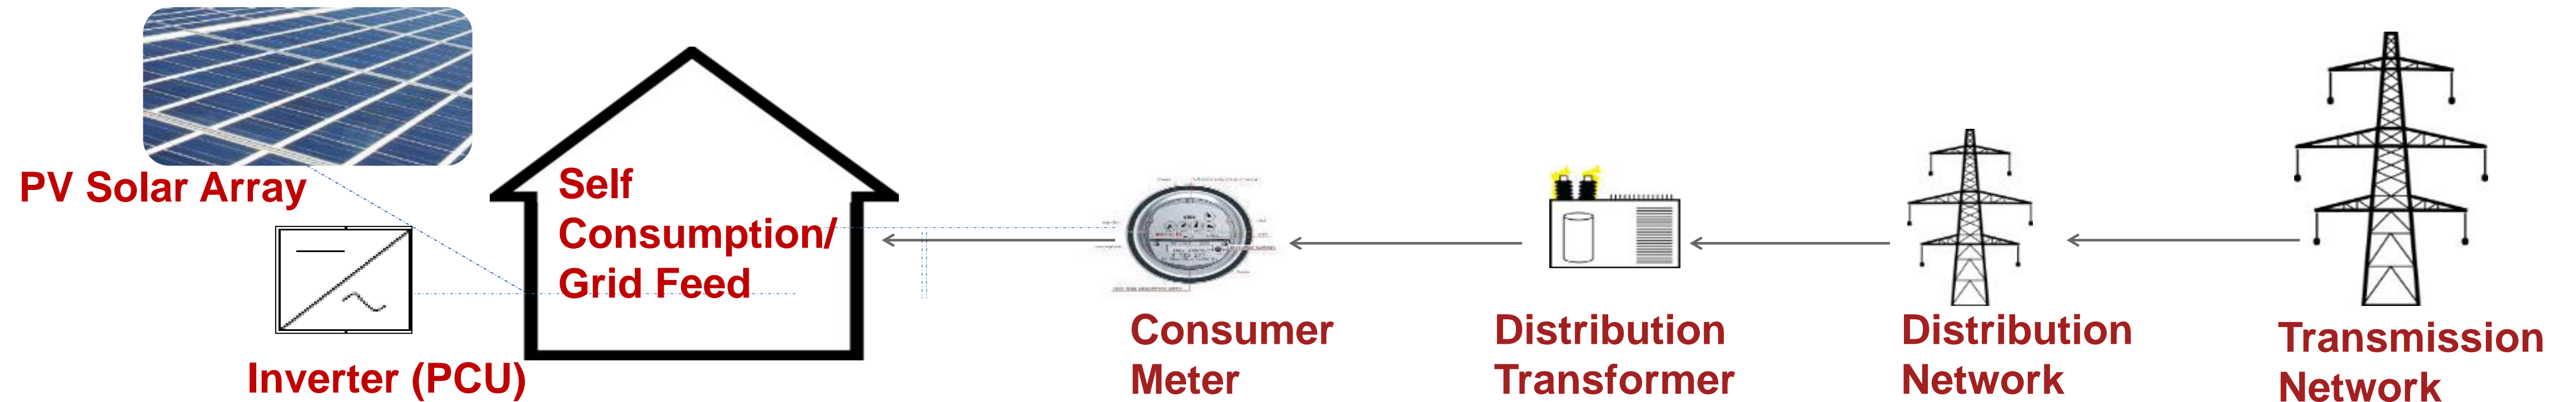 PV Solar Array
Inverter (PCU)
Self
Consumption/
Grid Feed
Consumer
Meter
Distribution
Transformer
Distribution
Network
Transmission
Network